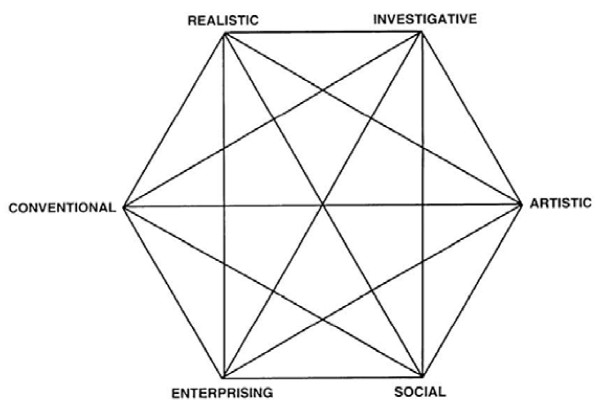 REALISTIC
INVESTIGATIVE
CONVENTIONAL
ARTISTIC
ENTERPRISING
SOCIAL